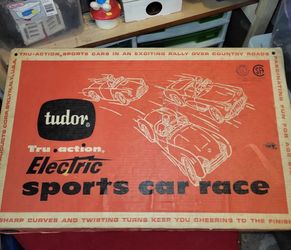 TRU-ACTION, SPORTS CARS IN AN EXCITING RALLY OVER COUNTRY ROADS
tudor
Tru-action,
Electric
sports car race
SHARP CURVES AND TWISTING TURNS KEEP YOU CHEERING TO THE FINISH!